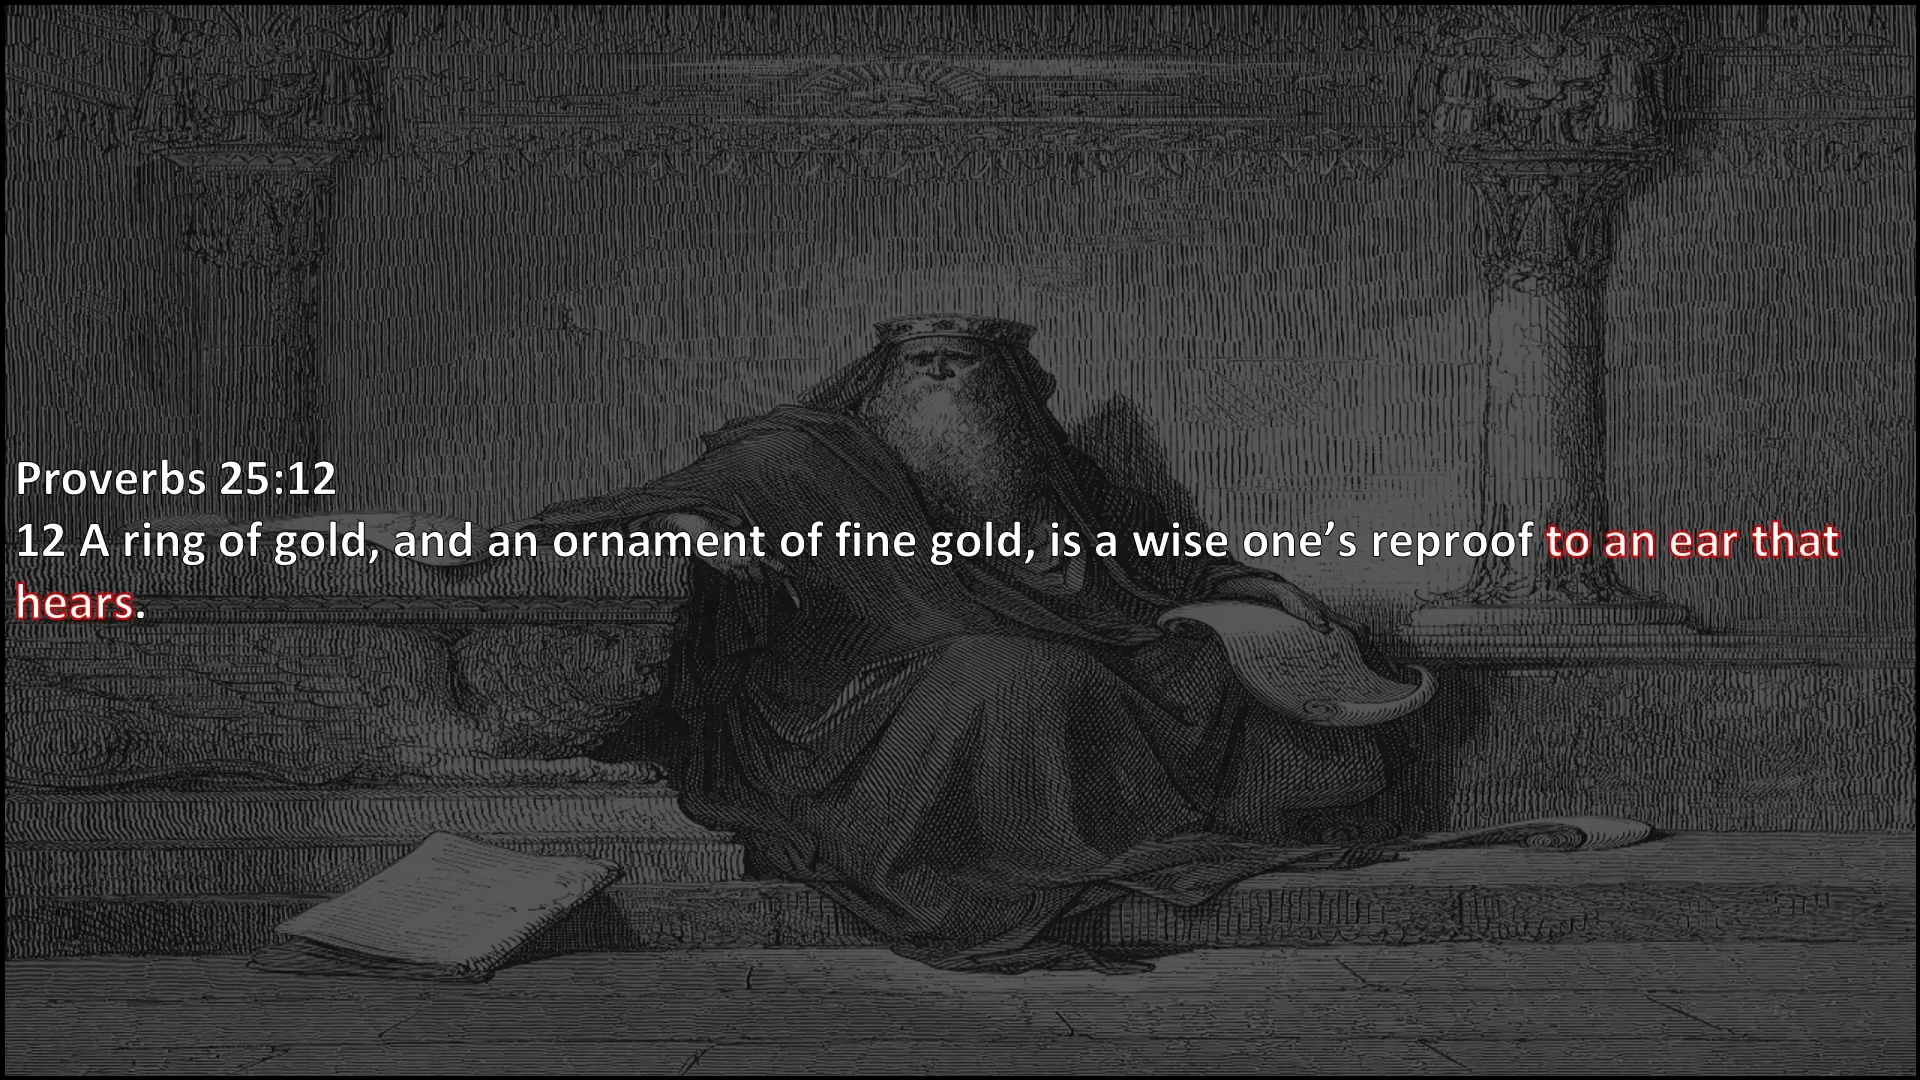 Proverbs 25:12
12 A ring of gold, and an ornament of fine gold, is a wise one’s reproof to an ear that
hears.